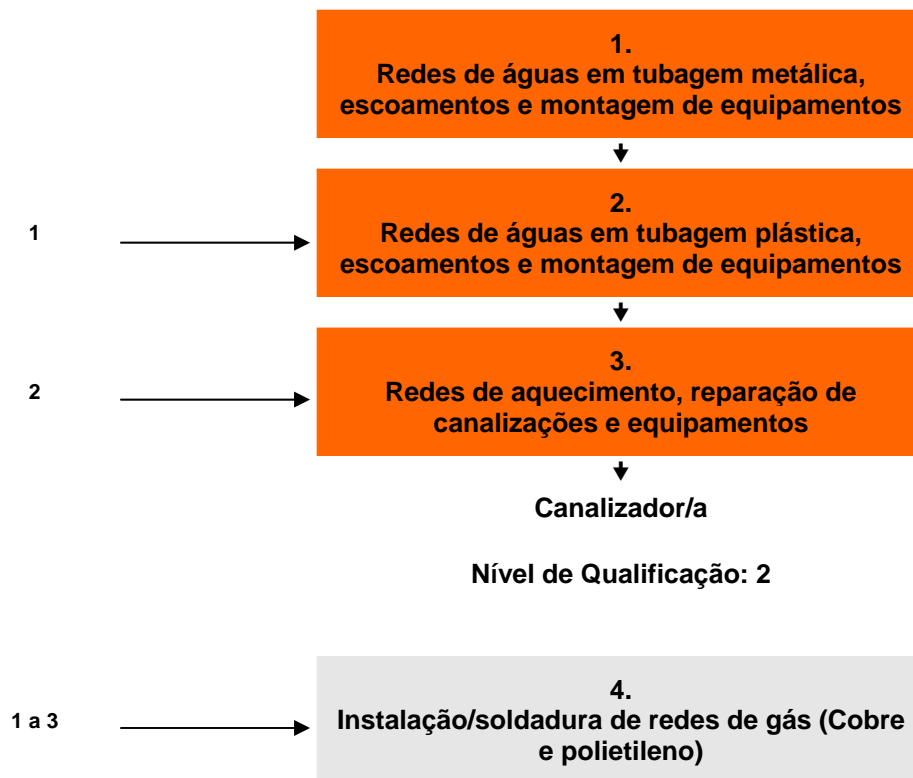 1.
Redes de águas em tubagem metálica,
escoamentos e montagem de equipamentos
1
2.
Redes de águas em tubagem plástica,
escoamentos e montagem de equipamentos
2
3.
Redes de aquecimento, reparação de
canalizações e equipamentos
Canalizador/a
Nível de Qualificação: 2
1 a 3
4.
Instalação/soldadura de redes de gás (Cobre
e polietileno)